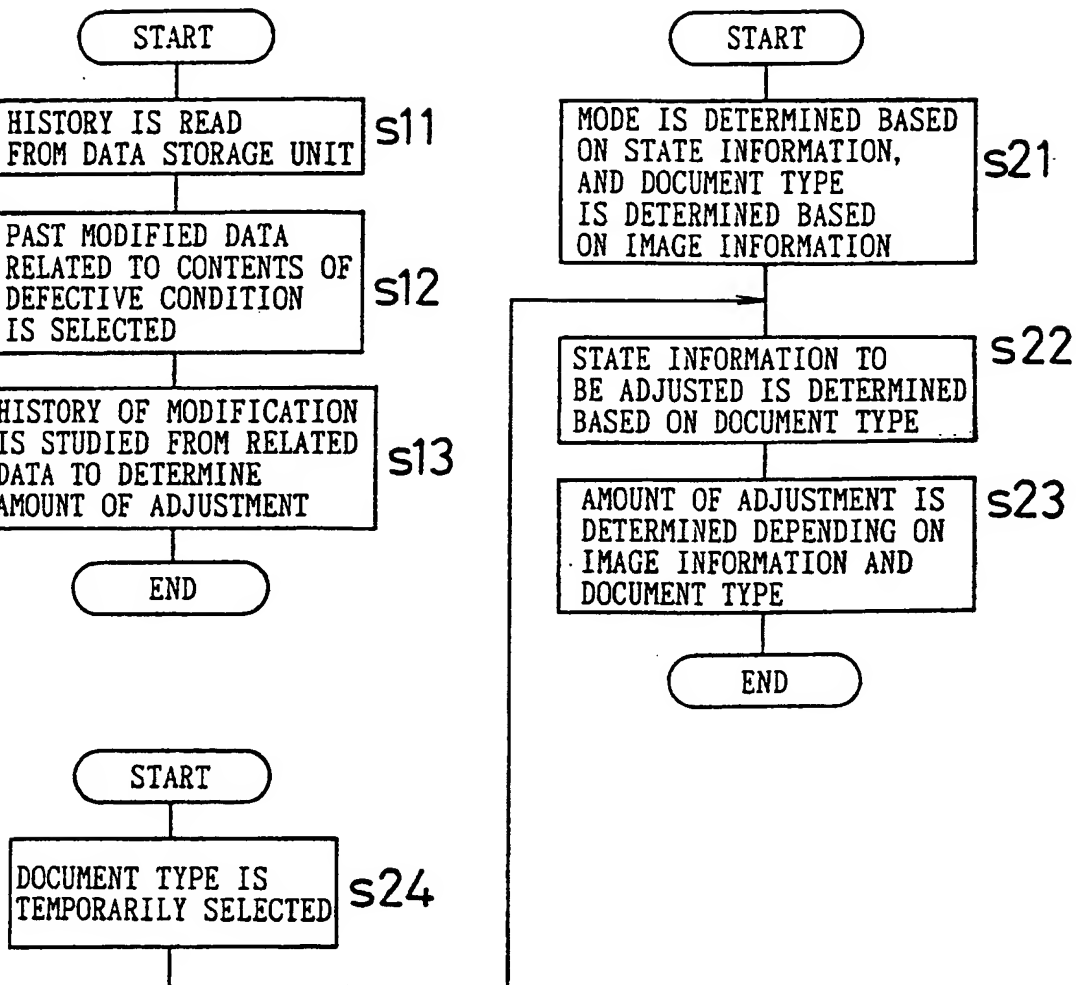 START
HISTORY IS READ
FROM DATA STORAGE UNIT
s11
PAST MODIFIED DATA
RELATED TO CONTENTS OF
DEFECTIVE CONDITION
IS SELECTED
s12
HISTORY OF MODIFICATION
IS STUDIED FROM RELATED
DATA TO DETERMINE
AMOUNT OF ADJUSTMENT
s13
END
START
DOCUMENT TYPE IS
TEMPORARILY SELECTED
s24
START
MODE IS DETERMINED BASED
ON STATE INFORMATION,
AND DOCUMENT TYPE
IS DETERMINED BASED
ON IMAGE INFORMATION
s21
STATE INFORMATION TO
BE ADJUSTED IS DETERMINED
BASED ON DOCUMENT TYPE
s22
AMOUNT OF ADJUSTMENT IS
DETERMINED DEPENDING ON
IMAGE INFORMATION AND
DOCUMENT TYPE
s23
END